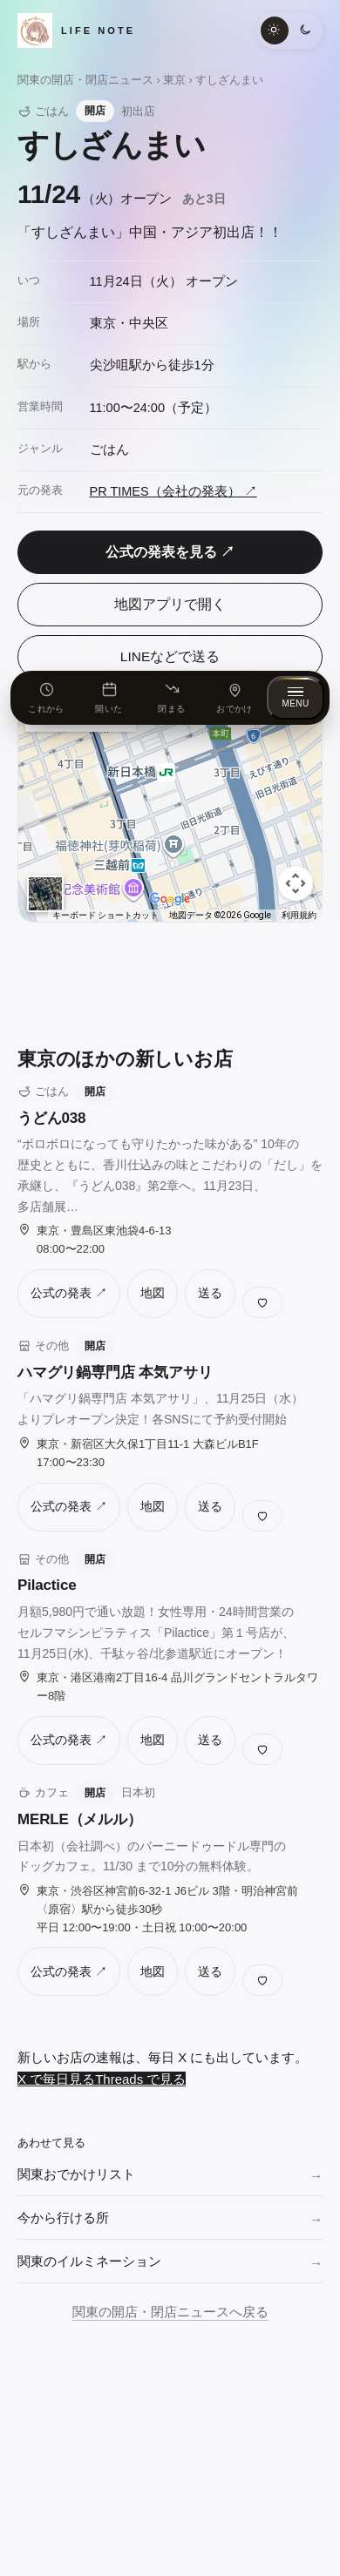 LIFE NOTE
関東の開店・閉店ニュース › 東京 › すしざんまい
ごはん 開店 初出店
すしざんまい
11/24（火）オープン あと3日
「すしざんまい」中国・アジア初出店！！
いつ 11月24日（火） オープン
場所 東京・中央区
駅から 尖沙咀駅から徒歩1分
営業時間 11:00〜24:00（予定）
ジャンル ごはん
元の発表 PR TIMES（会社の発表） ↗
公式の発表を見る ↗
地図アプリで開く
LINEなどで送る
これから 開いた 閉まる おでかけ MENU
本町 6
4丁目 新日本橋 JR 3丁目 えびす通り
1丁目 旧日光街道 旧日光街道
福徳神社(芽吹稲荷) 2丁目
三越前
記念美術館
Google
キーボード ショートカット 地図データ ©2026 Google 利用規約
東京のほかの新しいお店
ごはん 開店
うどん038
“ボロボロになっても守りたかった味がある” 10年の
歴史とともに、香川仕込みの味とこだわりの「だし」を
承継し、『うどん038』第2章へ。11月23日、
多店舗展…
東京・豊島区東池袋4-6-13
08:00〜22:00
公式の発表 ↗ 地図 送る
その他 開店
ハマグリ鍋専門店 本気アサリ
「ハマグリ鍋専門店 本気アサリ」、11月25日（水）
よりプレオープン決定！各SNSにて予約受付開始
東京・新宿区大久保1丁目11-1 大森ビルB1F
17:00〜23:30
公式の発表 ↗ 地図 送る
その他 開店
Pilactice
月額5,980円で通い放題！女性専用・24時間営業の
セルフマシンピラティス「Pilactice」第１号店が、
11月25日(水)、千駄ヶ谷/北参道駅近にオープン！
東京・港区港南2丁目16-4 品川グランドセントラルタワ
ー8階
公式の発表 ↗ 地図 送る
カフェ 開店 日本初
MERLE（メルル）
日本初（会社調べ）のバーニードゥードル専門の
ドッグカフェ。11/30 まで10分の無料体験。
東京・渋谷区神宮前6-32-1 J6ビル 3階・明治神宮前
〈原宿〉駅から徒歩30秒
平日 12:00〜19:00・土日祝 10:00〜20:00
公式の発表 ↗ 地図 送る
新しいお店の速報は、毎日 X にも出しています。
X で毎日見るThreads で見る
あわせて見る
関東おでかけリスト →
今から行ける所 →
関東のイルミネーション →
関東の開店・閉店ニュースへ戻る